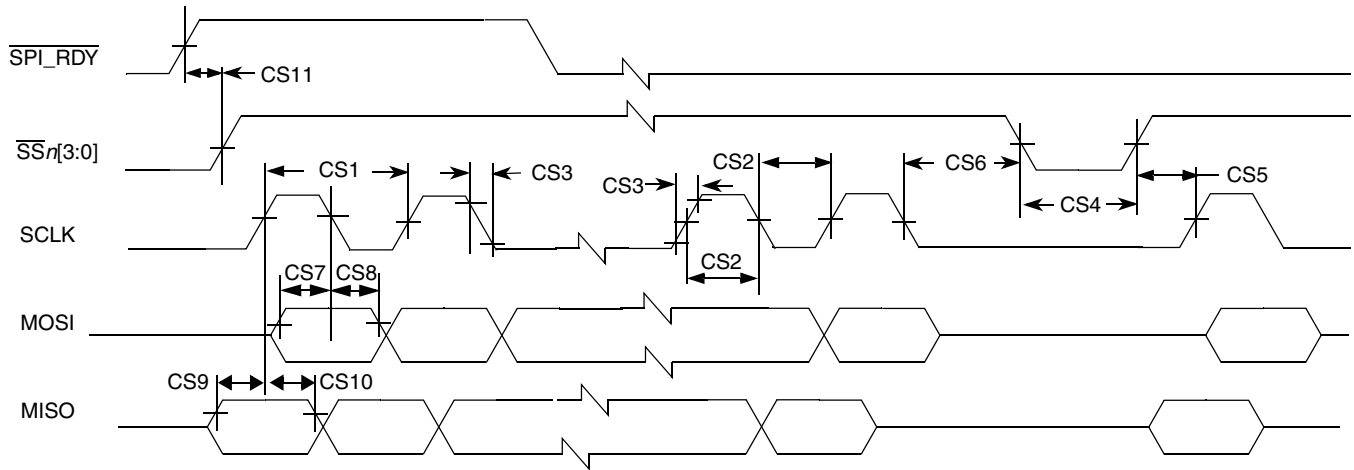 SPI_RDY
CS11
SSn[3:0]
CS1
CS3
CS3
CS2
CS6
CS5
CS4
SCLK
CS2
CS7
CS8
MOSI
CS9
CS10
MISO